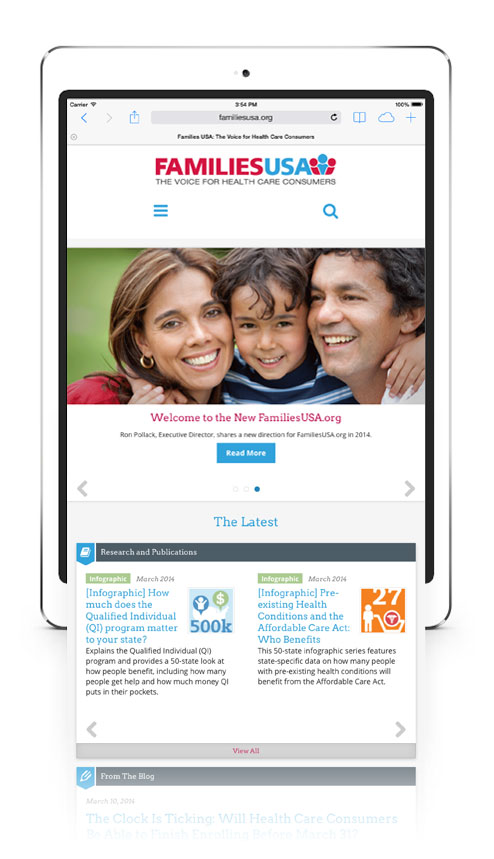 Carrier 3:54 PM 100%
familiesusa.org
Families USA: The Voice for Health Care Consumers
FAMILIESUSA
THE VOICE FOR HEALTH CARE CONSUMERS
Welcome to the New FamiliesUSA.org
Ron Pollack, Executive Director, shares a new direction for FamiliesUSA.org in 2014.
Read More
The Latest
Research and Publications
Infographic March 2014
[Infographic] How
much does the
Qualified Individual
(QI) program matter
to your state?
$
500k
Explains the Qualified Individual (QI)
program and provides a 50-state look at
how people benefit, including how many
people get help and how much money QI
puts in their pockets.
Infographic March 2014
[Infographic] Pre-
existing Health
Conditions and the
Affordable Care Act:
Who Benefits
27
This 50-state infographic series features
state-specific data on how many people
with pre-existing health conditions will
benefit from the Affordable Care Act.
View All
From The Blog
March 10, 2014
The Clock Is Ticking: Will Health Care Consumers
Be Able to Finish Enrolling Before March 31?